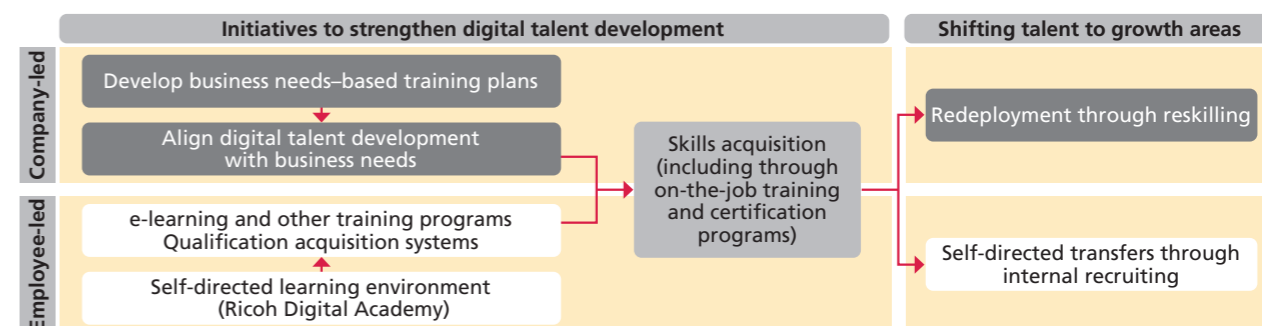 Initiatives to strengthen digital talent development
Shifting talent to growth areas
Company-led
Develop business needs–based training plans
Align digital talent development
with business needs
Employee-led
e-learning and other training programs
Qualification acquisition systems
Self-directed learning environment
(Ricoh Digital Academy)
Skills acquisition
(including through
on-the-job training
and certification
programs)
Redeployment through reskilling
Self-directed transfers through
internal recruiting